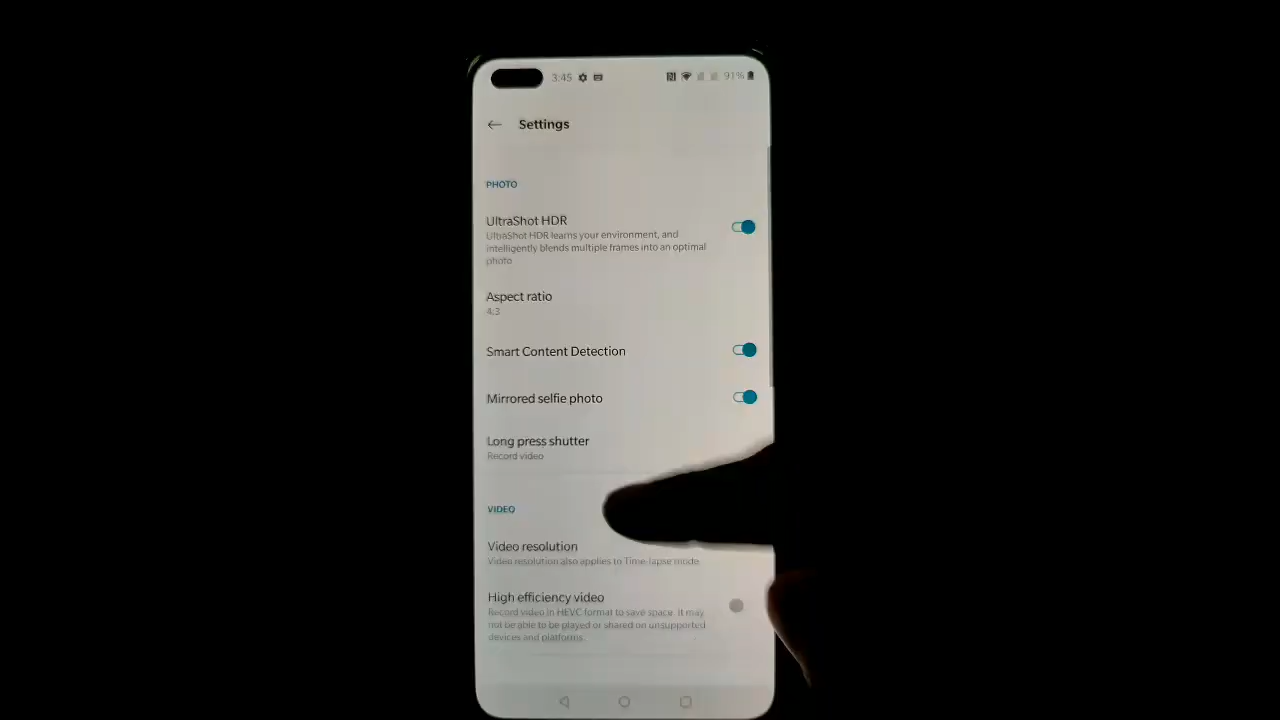 3:45
91%
Settings
PHOTO
UltraShot HDR
UltraShot HDR learns your environment, and
intelligently blends multiple frames into an optimal
photo
Aspect ratio
4:3
Smart Content Detection
Mirrored selfie photo
Long press shutter
Record video
VIDEO
Video resolution
Video resolution also applies to Time-lapse mode.
High efficiency video
Record video in HEVC format to save space. It may
not be able to be played or shared on unsupported
devices and platforms.